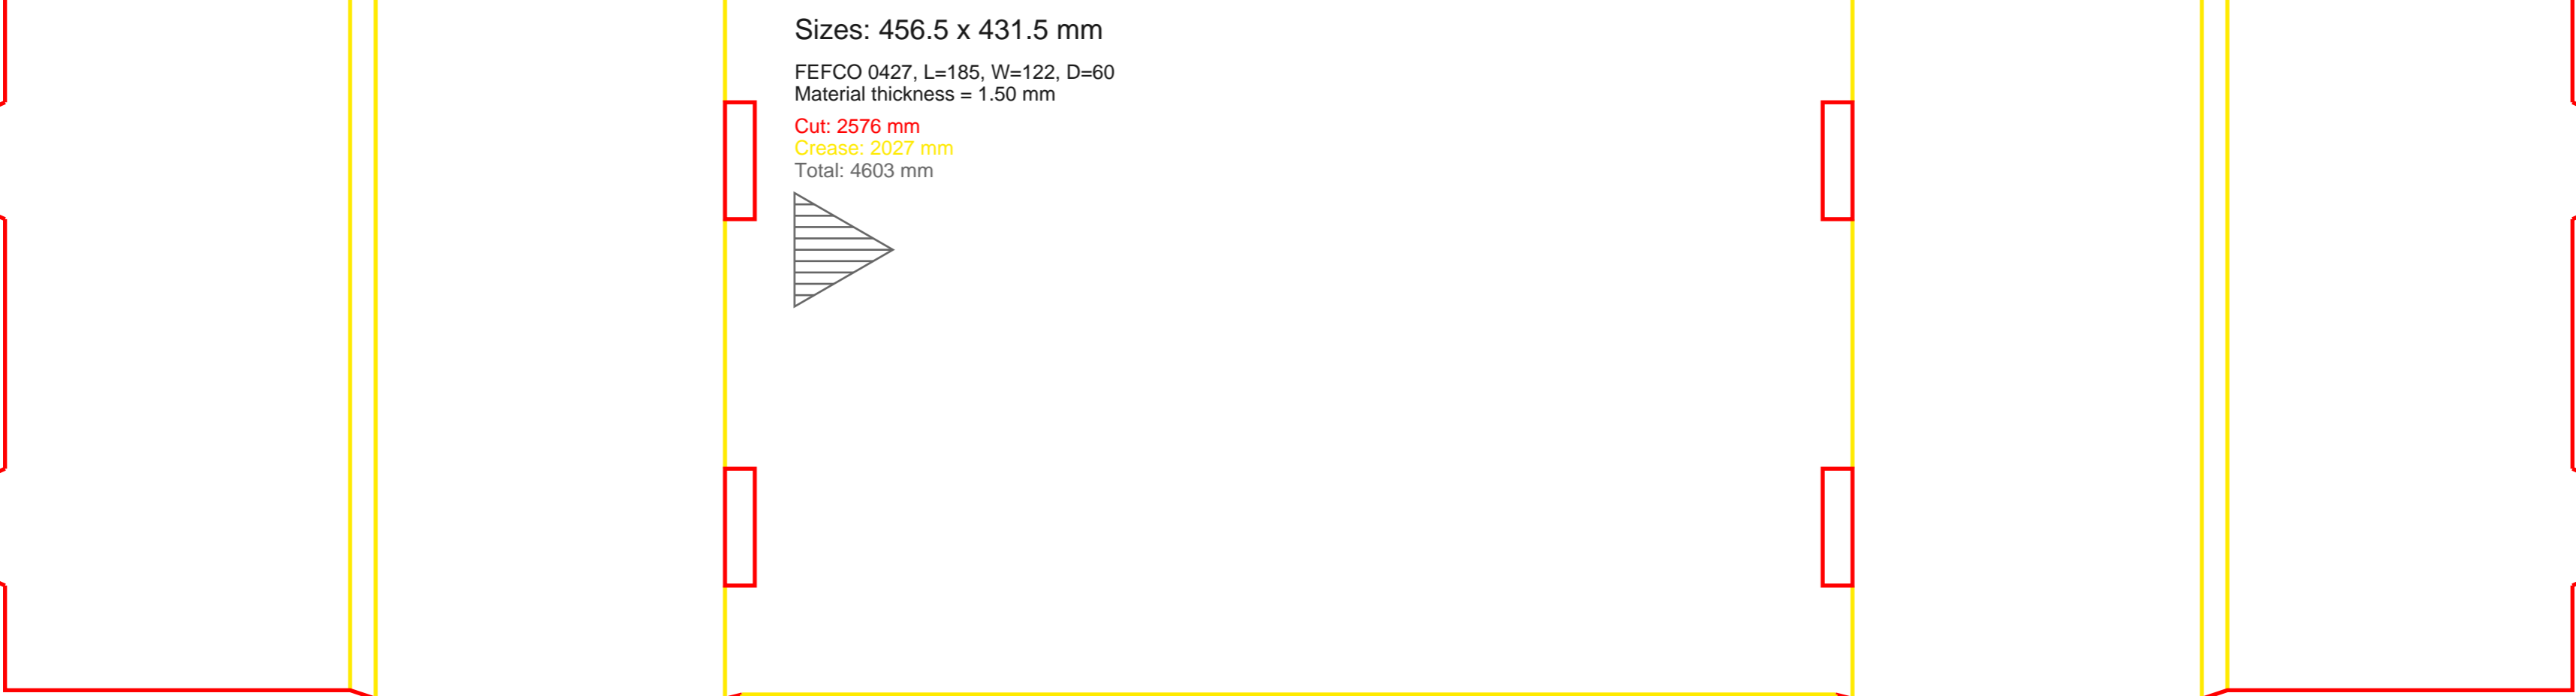 Sizes: 456.5 x 431.5 mm
FEFCO 0427, L=185, W=122, D=60
Material thickness = 1.50 mm
Cut: 2576 mm
Crease: 2027 mm
Total: 4603 mm